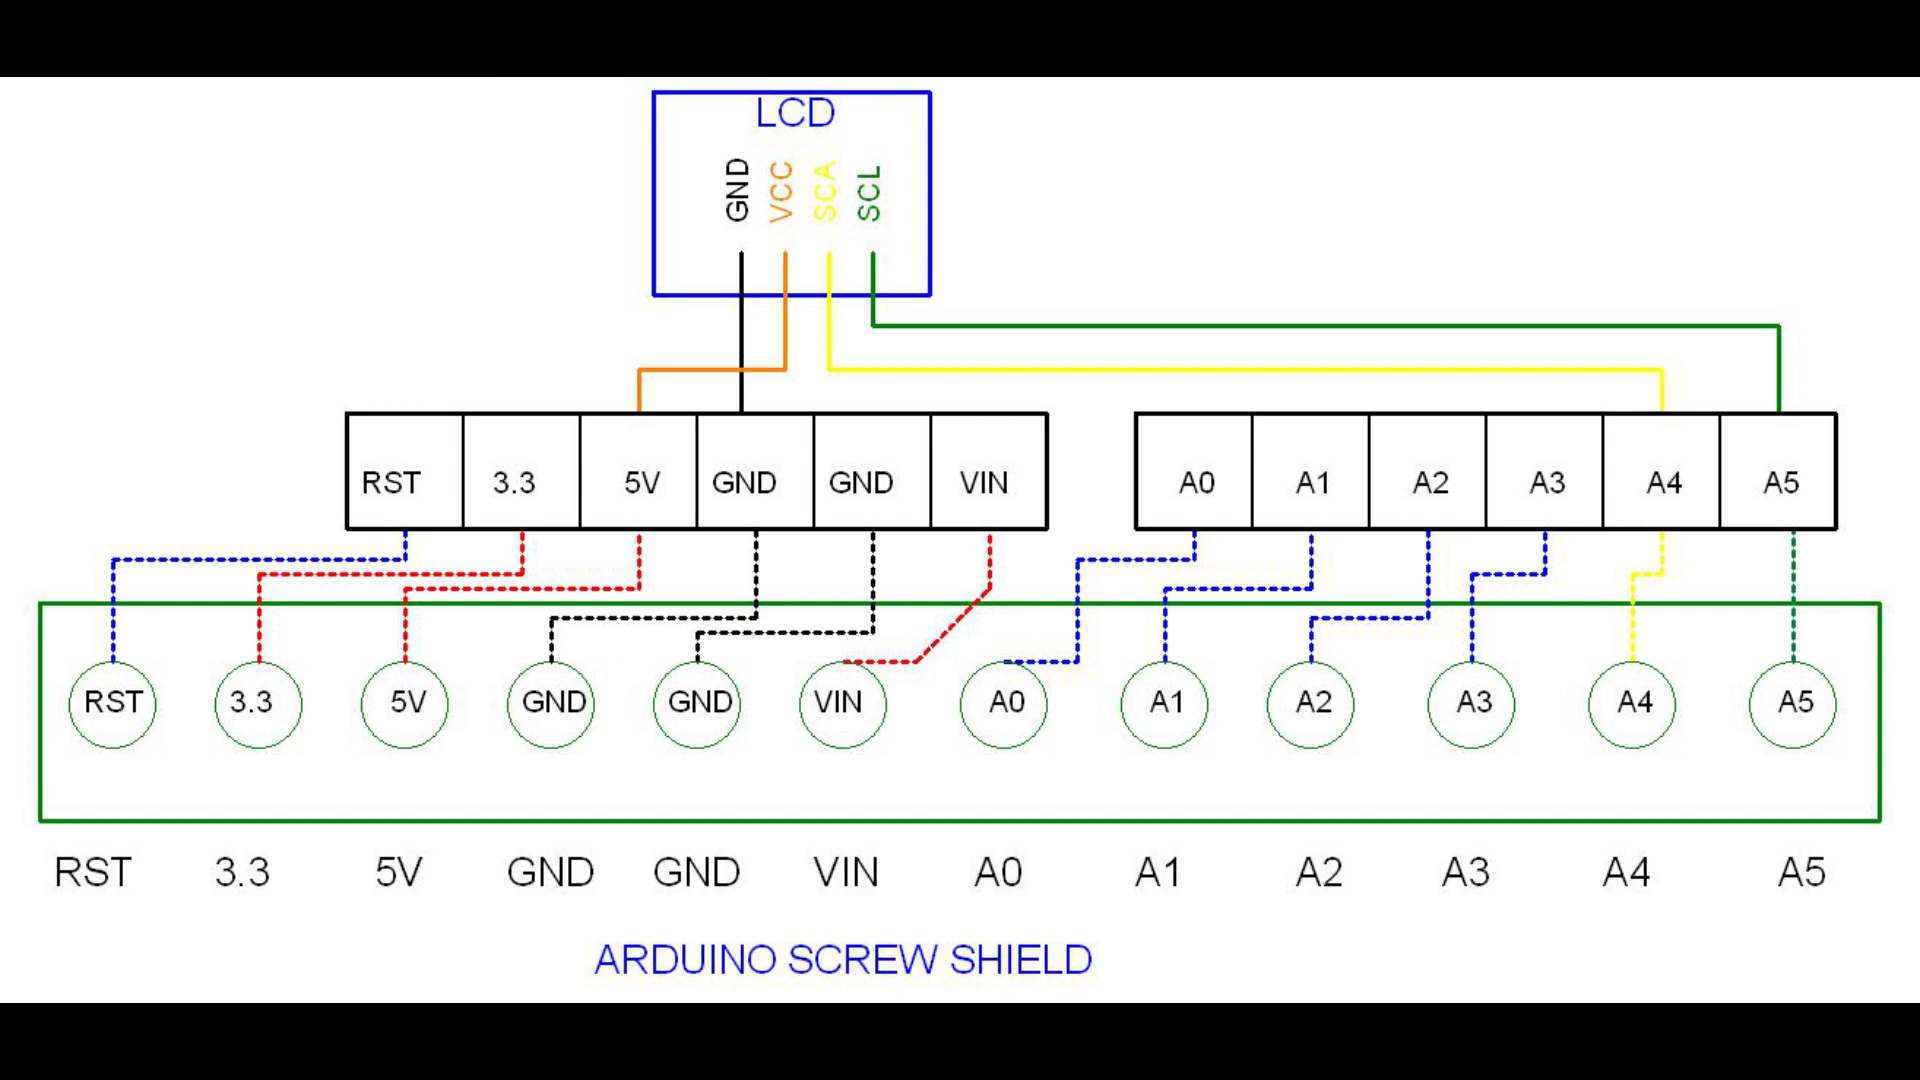 LCD
GND VCC SCA SCL
RST 3.3 5V GND GND VIN A0 A1 A2 A3 A4 A5
RST 3.3 5V GND GND VIN A0 A1 A2 A3 A4 A5
RST 3.3 5V GND GND VIN A0 A1 A2 A3 A4 A5
ARDUINO SCREW SHIELD